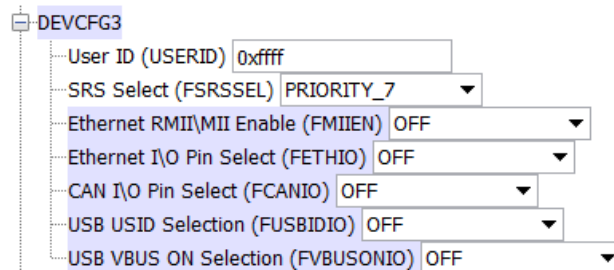 DEVCFG3
User ID (USERID) 0xffff
SRS Select (FSRSSEL) PRIORITY_7
Ethernet RMII\MII Enable (FMIIEN) OFF
Ethernet I\O Pin Select (FETHIO) OFF
CAN I\O Pin Select (FCANIO) OFF
USB USID Selection (FUSBIDIO) OFF
USB VBUS ON Selection (FVBUSONIO) OFF